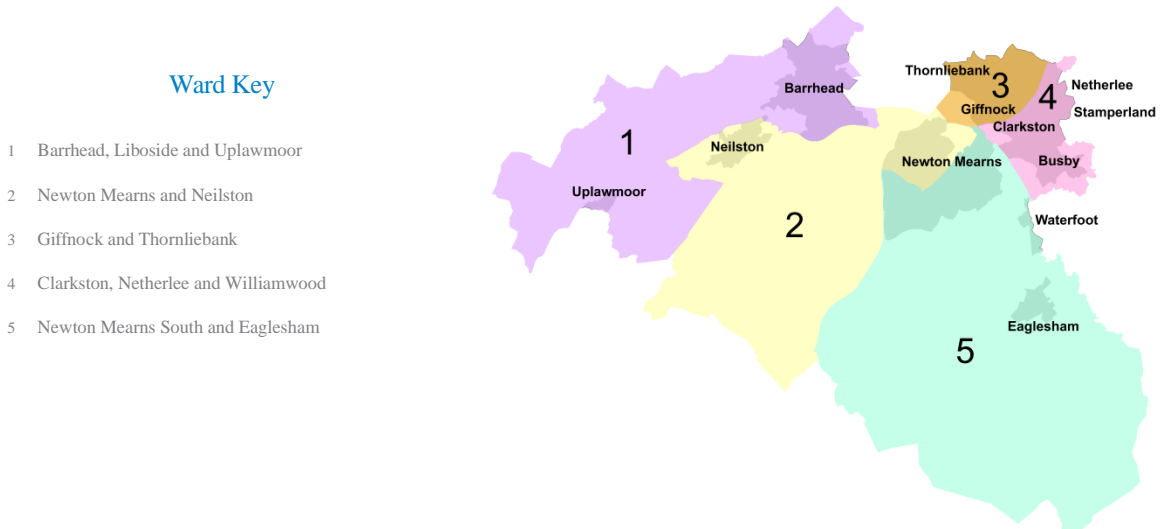 Ward Key
1 Barrhead, Liboside and Uplawmoor
2 Newton Mearns and Neilston
3 Giffnock and Thornliebank
4 Clarkston, Netherlee and Williamwood
5 Newton Mearns South and Eaglesham
Thornliebank
3
Netherlee
Barrhead
4
Giffnock
Stamperland
Clarkston
1
Neilston
Newton Mearns
Busby
Uplawmoor
2
Waterfoot
Eaglesham
5